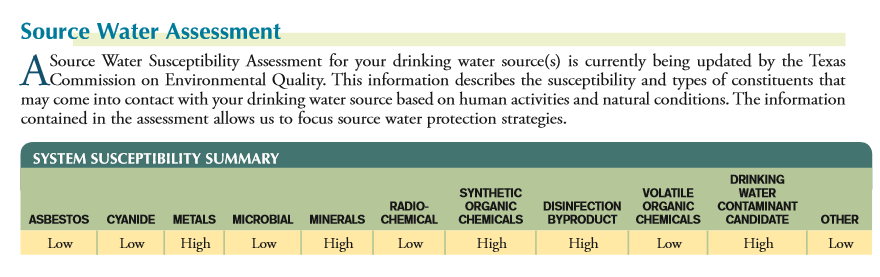 Source Water Assessment
A Source Water Susceptibility Assessment for your drinking water source(s) is currently being updated by the Texas
Commission on Environmental Quality. This information describes the susceptibility and types of constituents that
may come into contact with your drinking water source based on human activities and natural conditions. The information
contained in the assessment allows us to focus source water protection strategies.
SYSTEM SUSCEPTIBILITY SUMMARY
ASBESTOS CYANIDE METALS MICROBIAL MINERALS RADIO-CHEMICAL SYNTHETIC ORGANIC CHEMICALS DISINFECTION BYPRODUCT VOLATILE ORGANIC CHEMICALS DRINKING WATER CONTAMINANT CANDIDATE OTHER
Low Low High Low High Low High High Low High Low